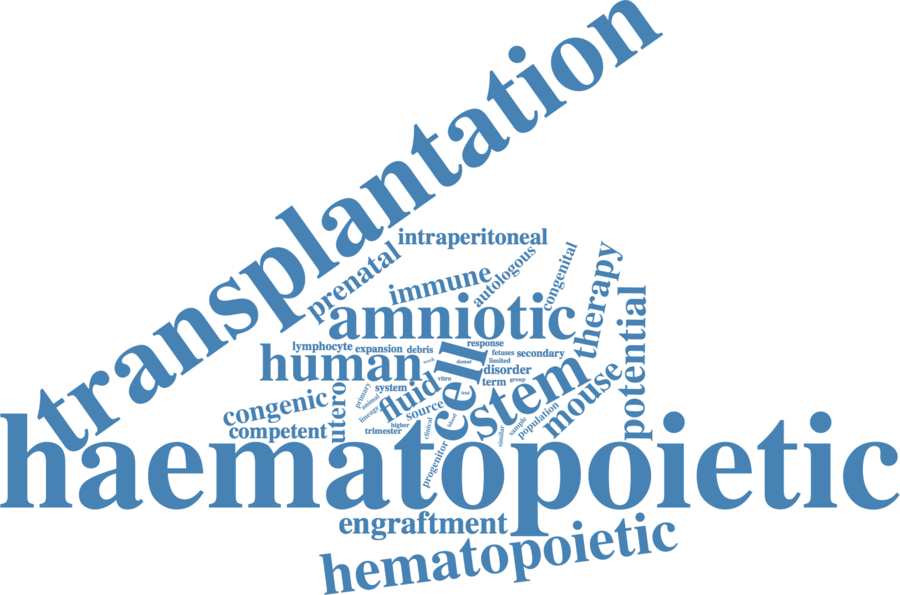 transplantation
intraperitoneal
prenatal
immune
autologous
congenital
therapy
amniotic
potential
human
lymphocyte
expansion
debris
work
donor
response
fetuses
secondary
limited
disorder
cell
stem
mouse
term
group
vitro
total
system
primary
animal
lineage
fluid
source
utero
congenic
competent
higher
trimester
clinical
blood
progenitor
similar
sample
population
haematopoietic
engraftment
hematopoietic